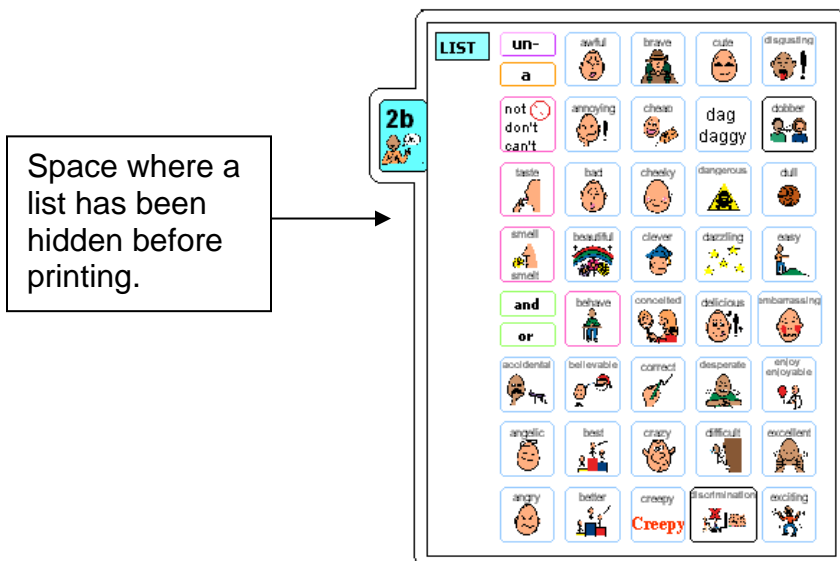 Space where a
list has been
hidden before
printing.
2b
LIST
un-
a
awful
brave
cute
disgusting
not
don't
can't
annoying
cheap
dag
daggy
dobber
taste
bad
cheeky
dangerous
dull
smell
smelt
beautiful
clever
dazzling
easy
and
or
behave
conceited
delicious
embarrassing
accidental
believable
correct
desperate
enjoy
enjoyable
angelic
best
crazy
difficult
excellent
angry
better
creepy
Creepy
discrimination
exciting